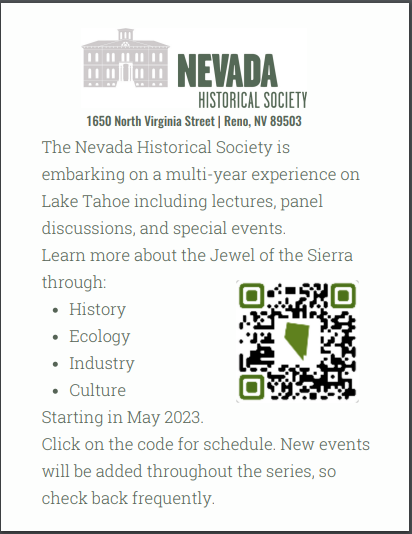 NEVADA
HISTORICAL SOCIETY
1650 North Virginia Street | Reno, NV 89503
The Nevada Historical Society is
embarking on a multi-year experience on
Lake Tahoe including lectures, panel
discussions, and special events.
Learn more about the Jewel of the Sierra
through:
• History
• Ecology
• Industry
• Culture
Starting in May 2023.
Click on the code for schedule. New events
will be added throughout the series, so
check back frequently.